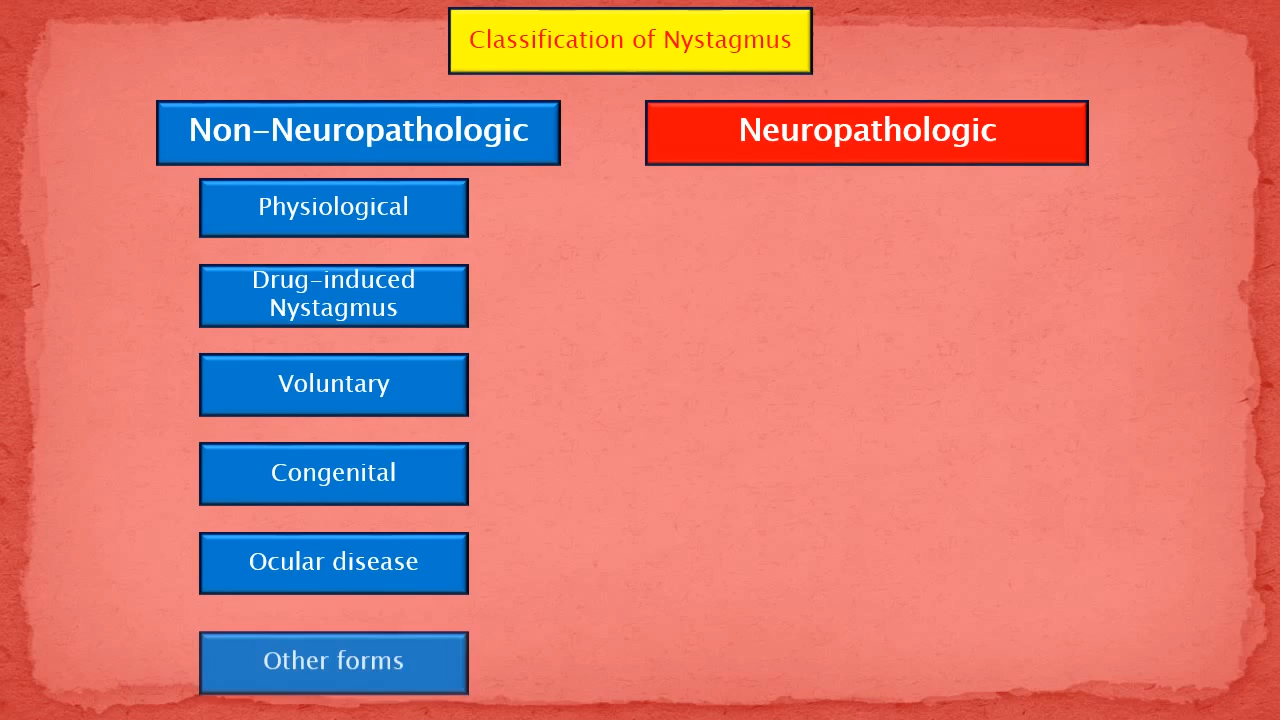 Classification of Nystagmus
Non-Neuropathologic
Neuropathologic
Physiological
Drug-induced
Nystagmus
Voluntary
Congenital
Ocular disease
Other forms